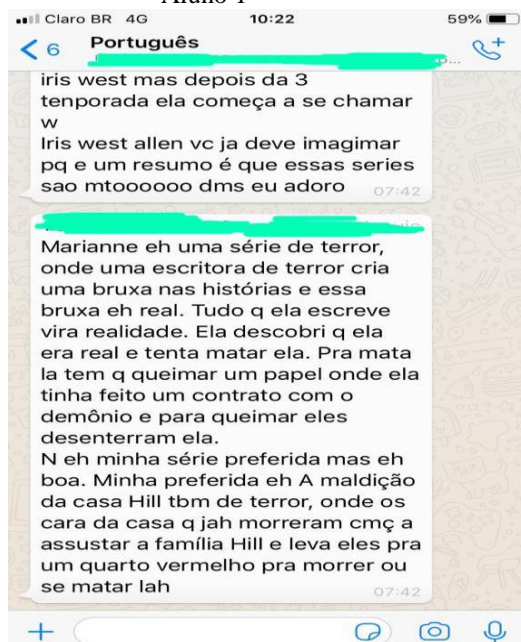 Aluno 1
Claro BR 4G 10:22 59%
6 Português
iris west mas depois da 3
tenporada ela começa a se chamar
w
Iris west allen vc ja deve imagimar
pq e um resumo é que essas series
sao mtoooooo dms eu adoro 07:42
Marianne eh uma série de terror,
onde uma escritora de terror cria
uma bruxa nas histórias e essa
bruxa eh real. Tudo q ela escreve
vira realidade. Ela descobri q ela
era real e tenta matar ela. Pra mata
la tem q queimar um papel onde ela
tinha feito um contrato com o
demônio e para queimar eles
desenterram ela.
N eh minha série preferida mas eh
boa. Minha preferida eh A maldição
da casa Hill tbm de terror, onde os
cara da casa q jah morreram cmç a
assustar a família Hill e leva eles pra
um quarto vermelho pra morrer ou
se matar lah 07:42